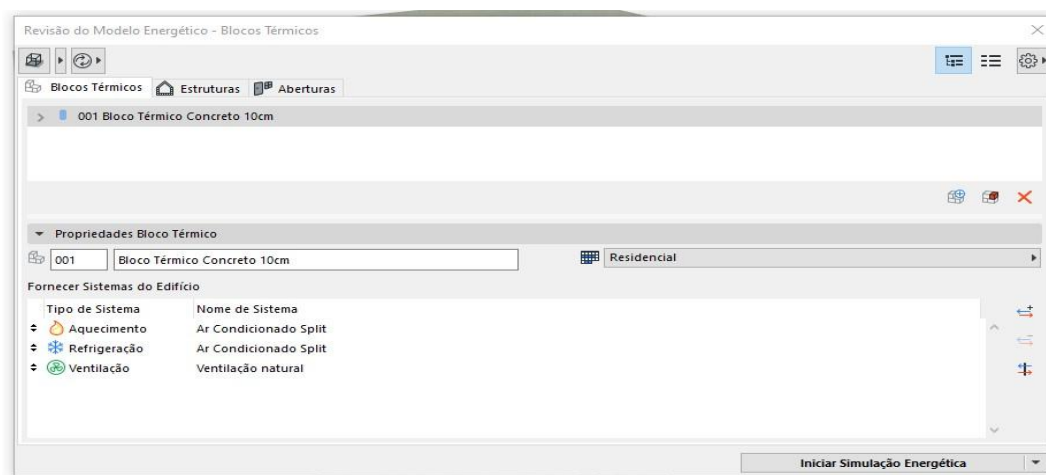 Revisão do Modelo Energético - Blocos Térmicos
Blocos Térmicos Estruturas Aberturas
001 Bloco Térmico Concreto 10cm
Propriedades Bloco Térmico
001 Bloco Térmico Concreto 10cm Residencial
Fornecer Sistemas do Edifício
Tipo de Sistema Nome de Sistema
Aquecimento Ar Condicionado Split
Refrigeração Ar Condicionado Split
Ventilação Ventilação natural
Iniciar Simulação Energética